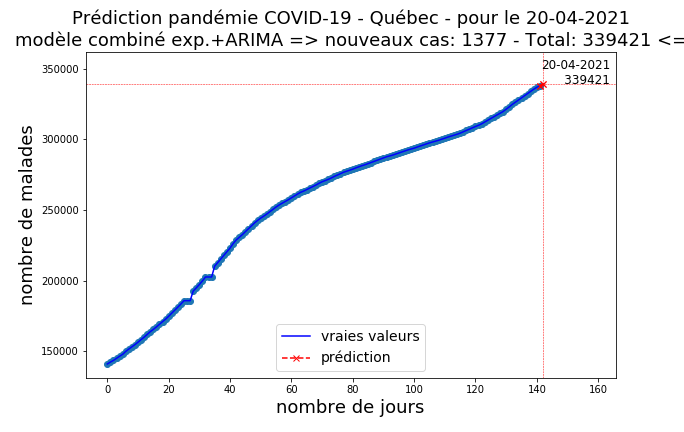 Prédiction pandémie COVID-19 - Québec - pour le 20-04-2021
modèle combiné exp.+ARIMA => nouveaux cas: 1377 - Total: 339421 <=
350000
20-04-2021
339421
300000
250000
200000
150000
nombre de malades
vraies valeurs
prédiction
0 20 40 60 80 100 120 140 160
nombre de jours